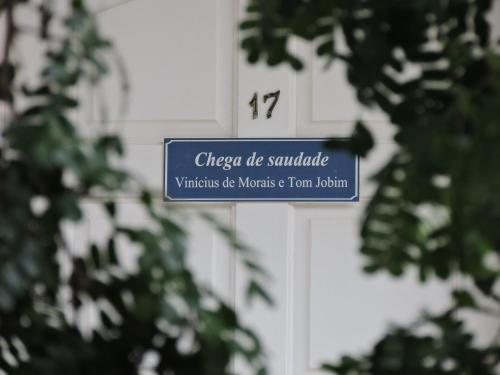 17
Chega de saudade
Vinícius de Morais e Tom Jobim